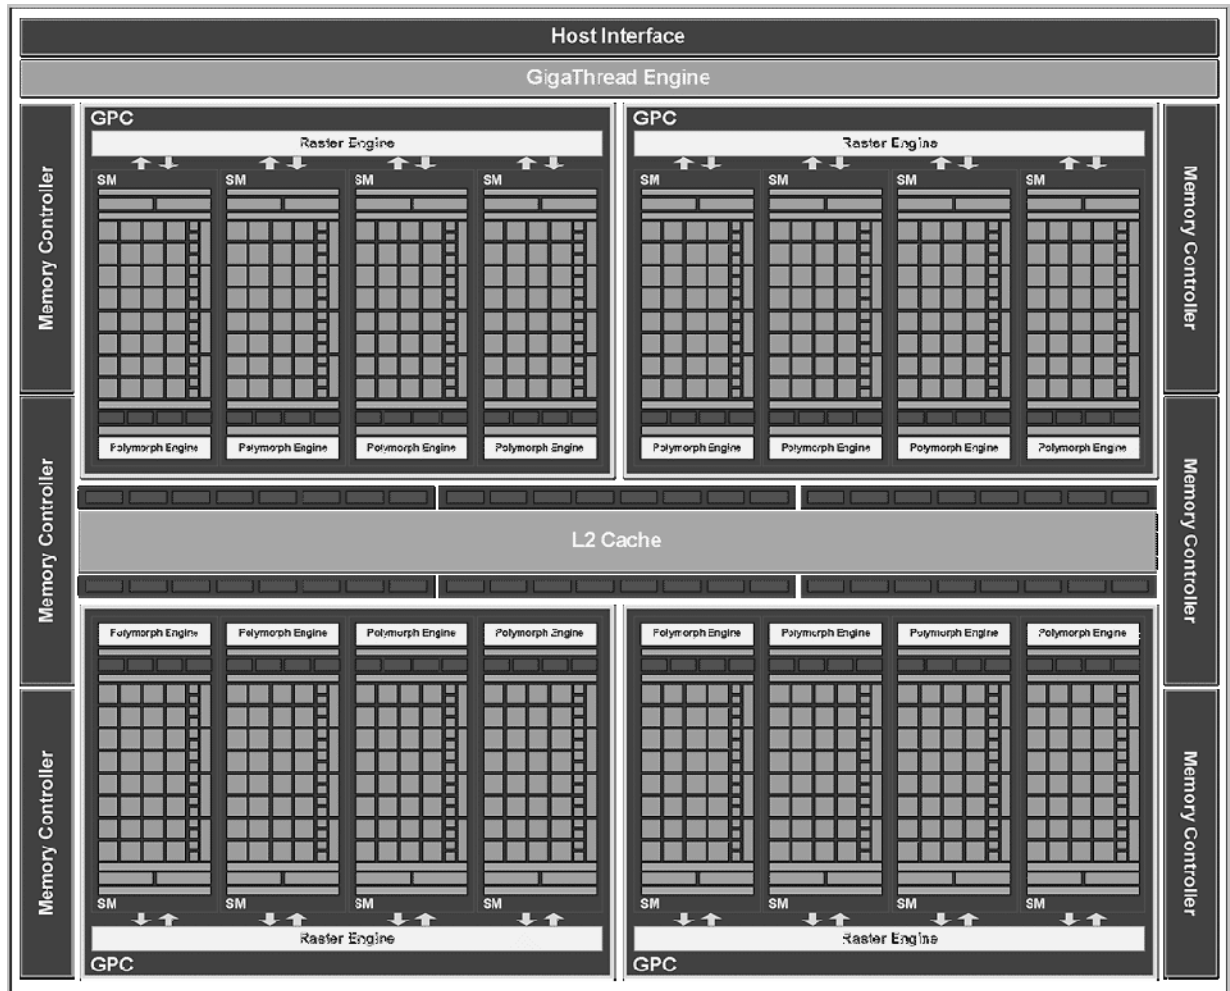 Host Interface
GigaThread Engine
GPC
GPC
Raster Engine
Raster Engine
SM SM SM SM
SM SM SM SM
Memory Controller
Memory Controller
Polymorph Engine Polymorph Engine Polymorph Engine Polymorph Engine
Polymorph Engine Polymorph Engine Polymorph Engine Polymorph Engine
Memory Controller
L2 Cache
Memory Controller
Polymorph Engine Polymorph Engine Polymorph Engine Polymorph Engine
Polymorph Engine Polymorph Engine Polymorph Engine Polymorph Engine
Memory Controller
Memory Controller
SM SM SM SM
SM SM SM SM
Raster Engine
Raster Engine
GPC
GPC